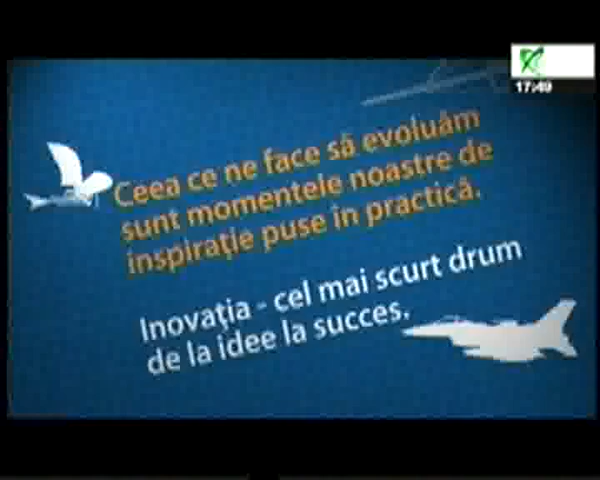 17:49
Ceea ce ne face să evoluăm
sunt momentele noastre de
inspirație puse în practică.
Inovația - cel mai scurt drum
de la idee la succes.